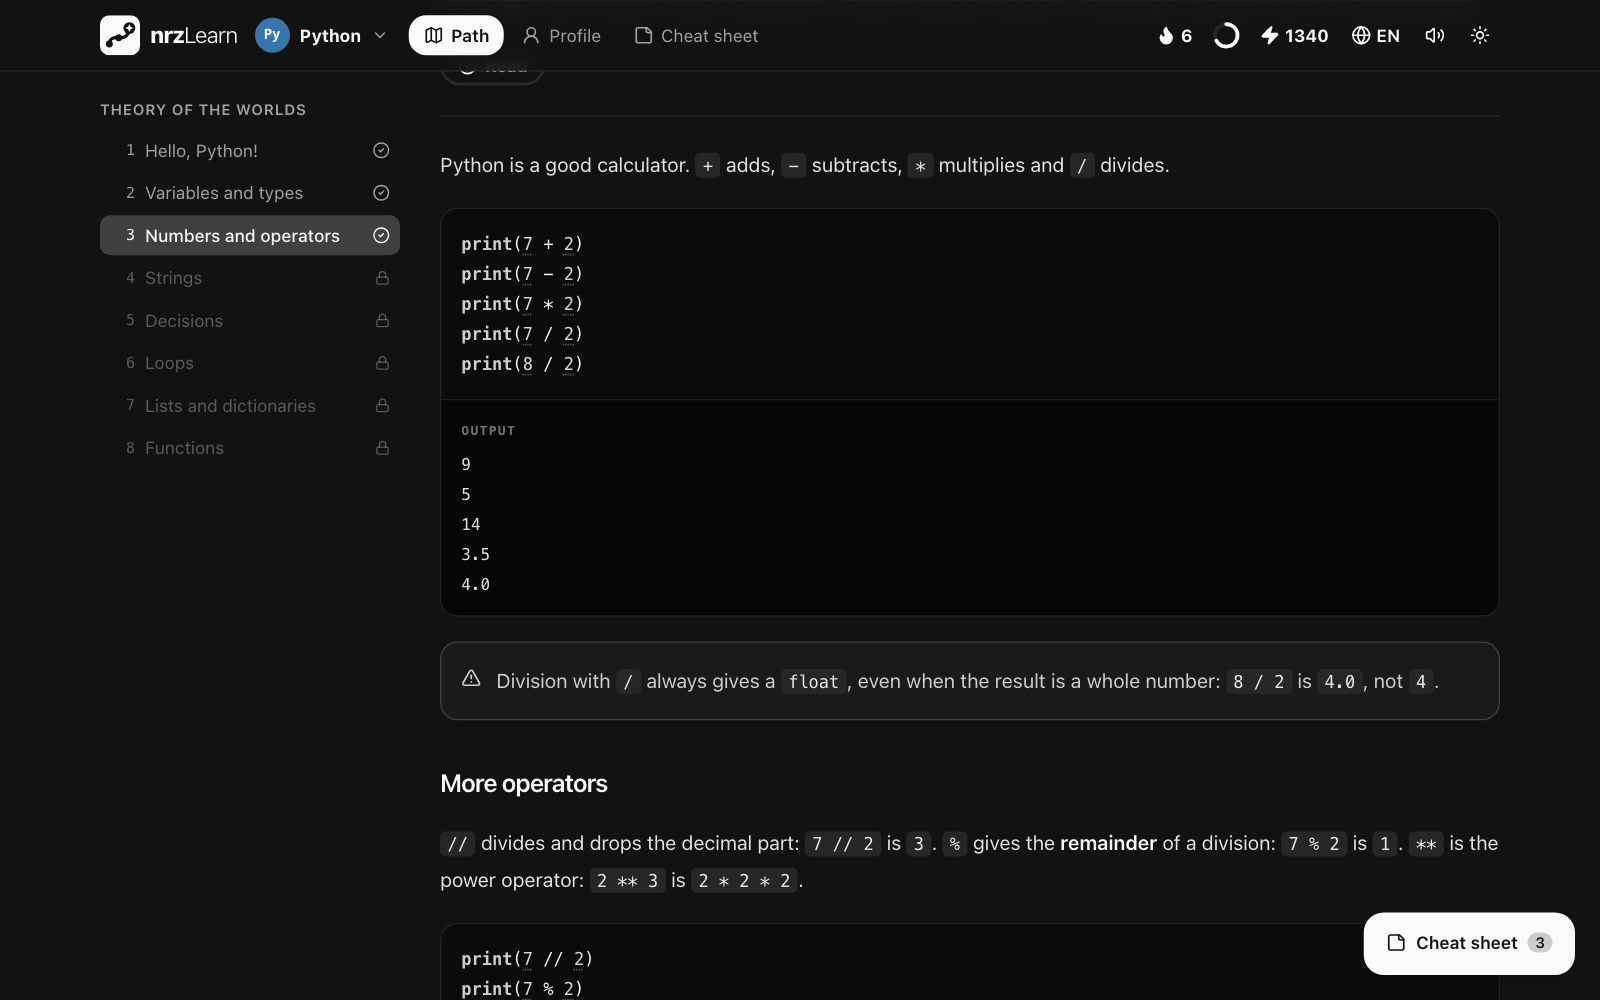 nrzLearn
Py Python
Path
Profile
Cheat sheet
6
1340
EN
Read
THEORY OF THE WORLDS
1 Hello, Python!
2 Variables and types
3 Numbers and operators
4 Strings
5 Decisions
6 Loops
7 Lists and dictionaries
8 Functions
Python is a good calculator. + adds, - subtracts, * multiplies and / divides.
print(7 + 2)
print(7 - 2)
print(7 * 2)
print(7 / 2)
print(8 / 2)
OUTPUT
9
5
14
3.5
4.0
Division with / always gives a float, even when the result is a whole number: 8 / 2 is 4.0, not 4.
More operators
// divides and drops the decimal part: 7 // 2 is 3. % gives the remainder of a division: 7 % 2 is 1. ** is the
power operator: 2 ** 3 is 2 * 2 * 2.
print(7 // 2)
print(7 % 2)
Cheat sheet 3